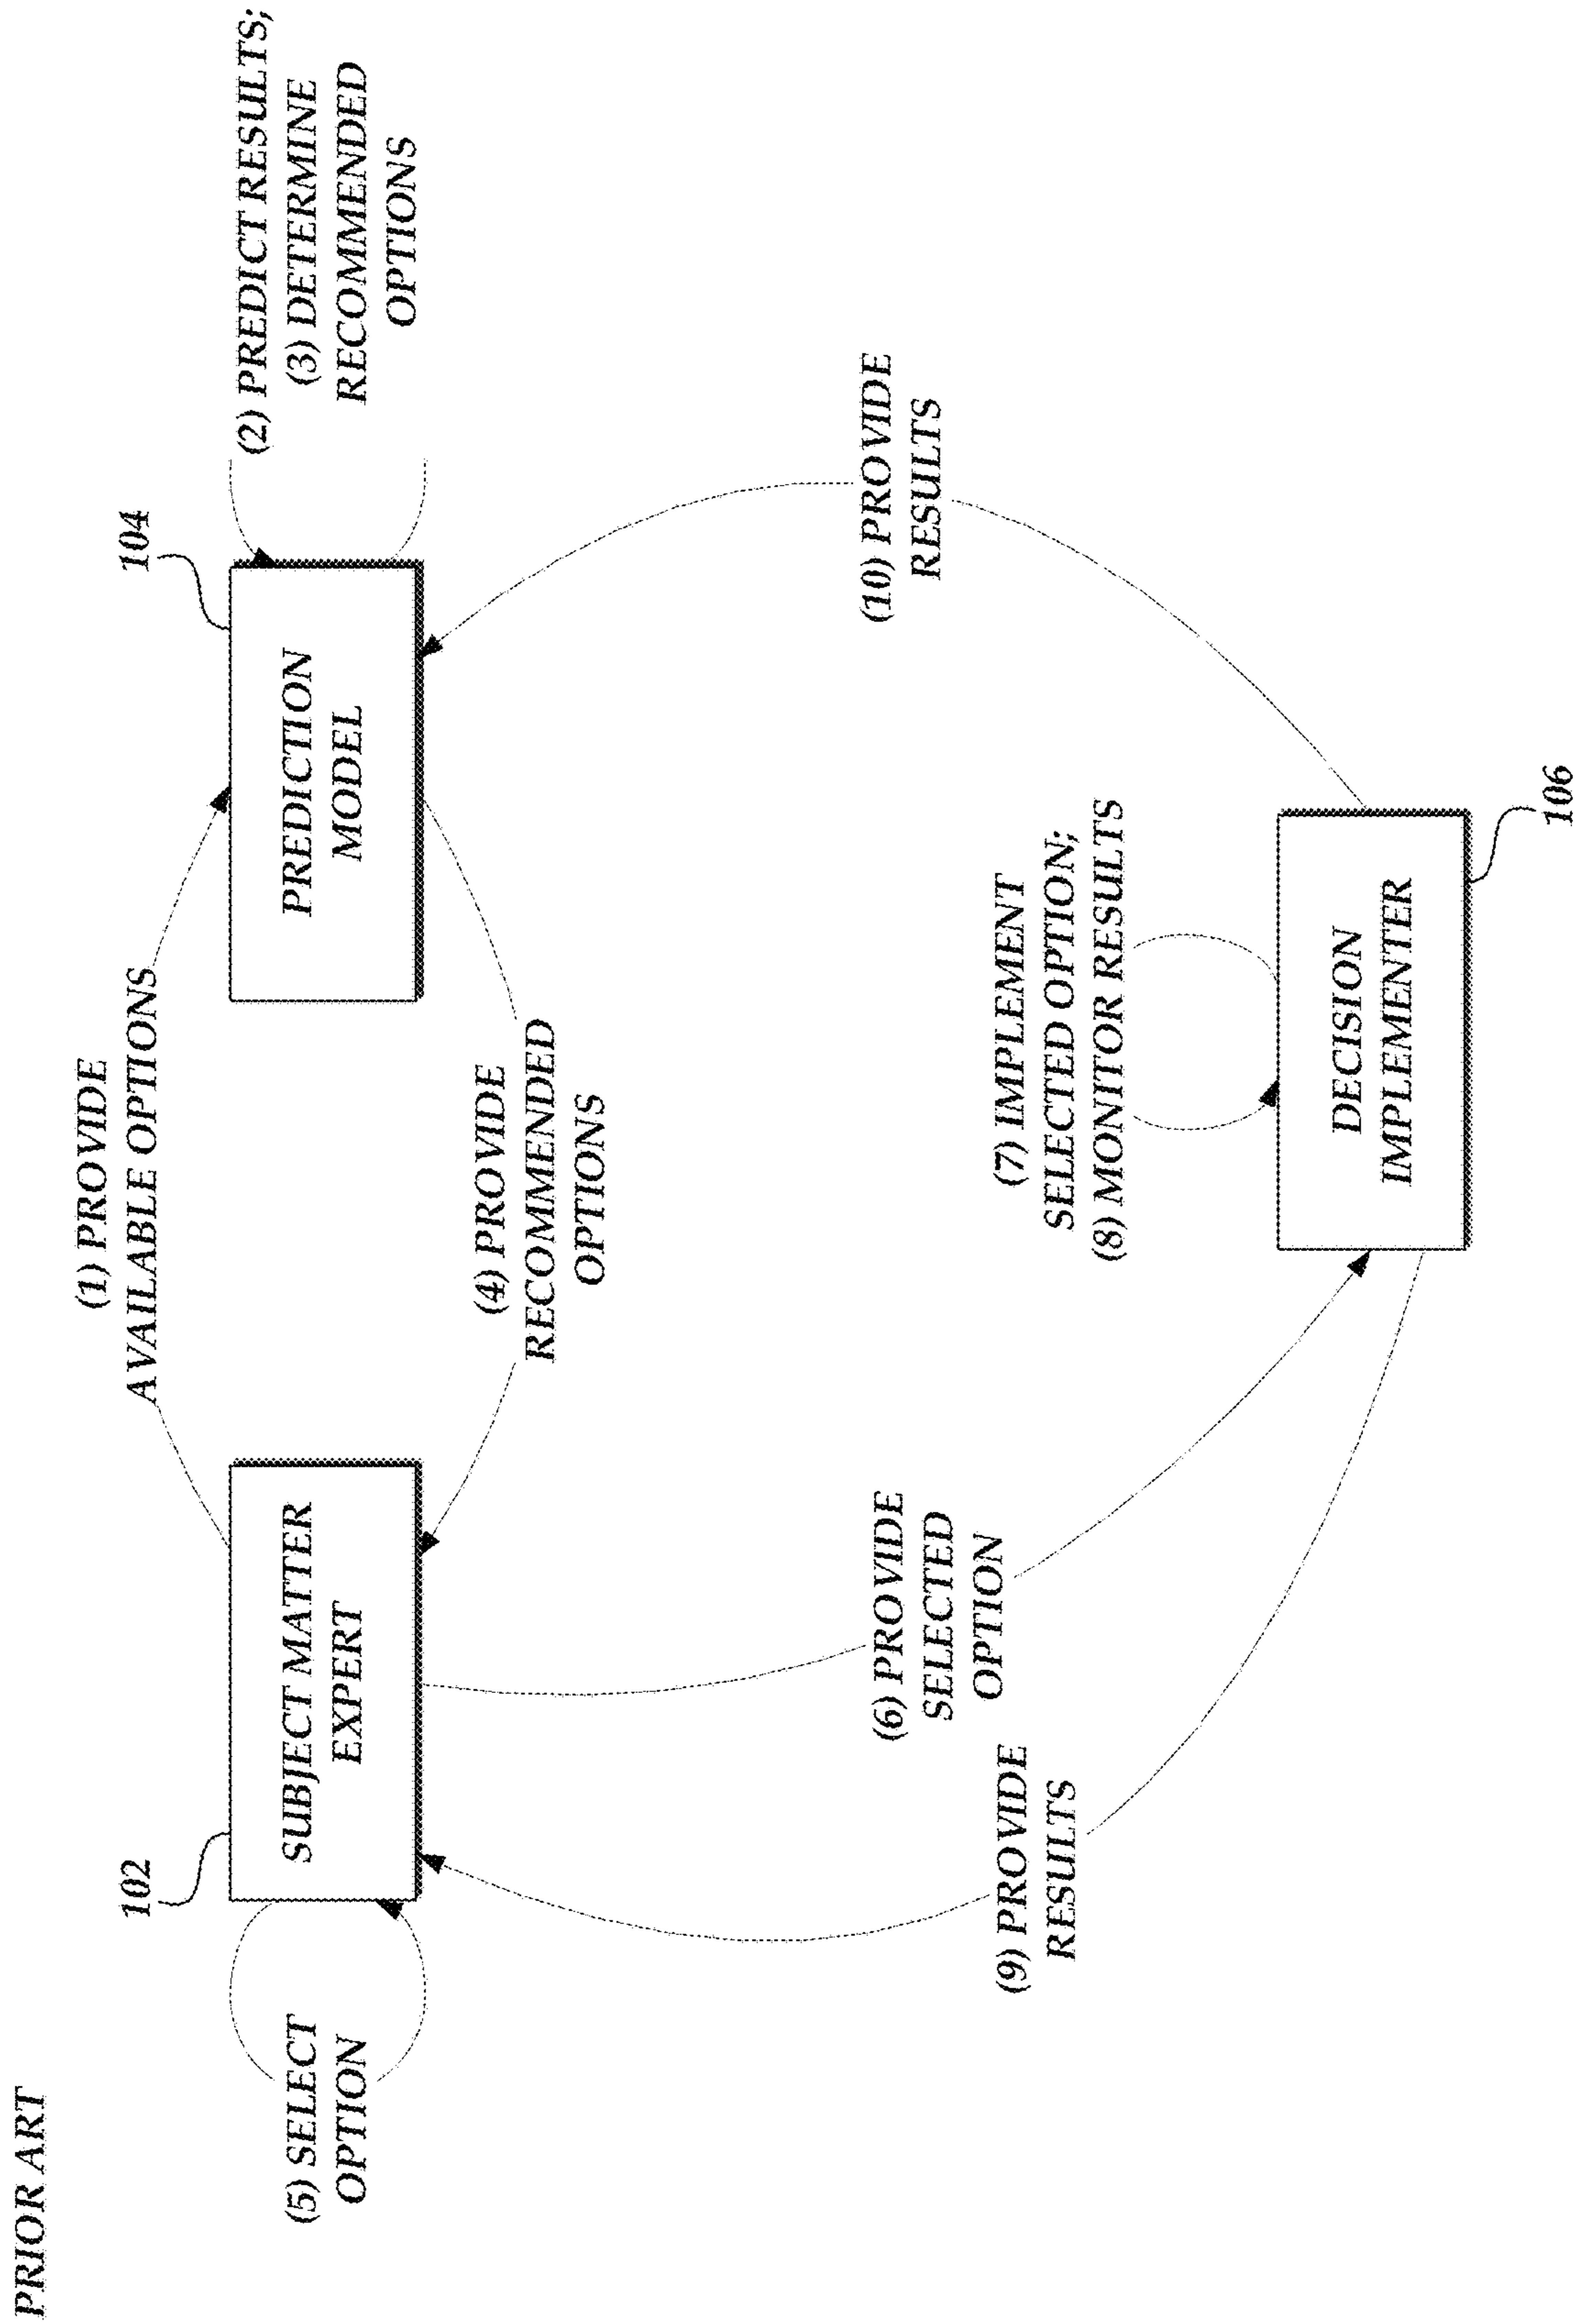 PRIOR ART
(1) PROVIDE
AVAILABLE OPTIONS
102
104
(5) SELECT
OPTION
SUBJECT MATTER
EXPERT
PREDICTION
MODEL
(2) PREDICT RESULTS;
(3) DETERMINE
RECOMMENDED
OPTIONS
(4) PROVIDE
RECOMMENDED
OPTIONS
(6) PROVIDE
SELECTED
OPTION
(10) PROVIDE
RESULTS
(9) PROVIDE
RESULTS
(7) IMPLEMENT
SELECTED OPTION;
(8) MONITOR RESULTS
DECISION
IMPLEMENTER
106